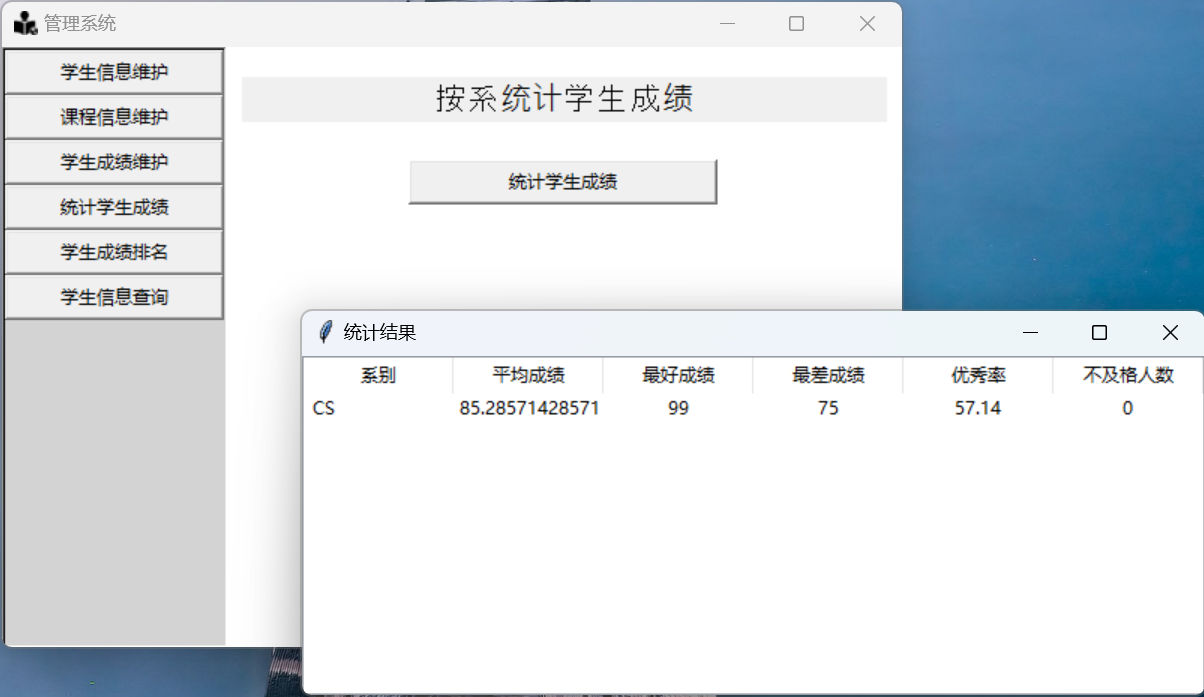 管理系统
学生信息维护
课程信息维护
学生成绩维护
统计学生成绩
学生成绩排名
学生信息查询
按系统计学生成绩
统计学生成绩
统计结果
系别 平均成绩 最好成绩 最差成绩 优秀率 不及格人数
CS 85.28571428571 99 75 57.14 0